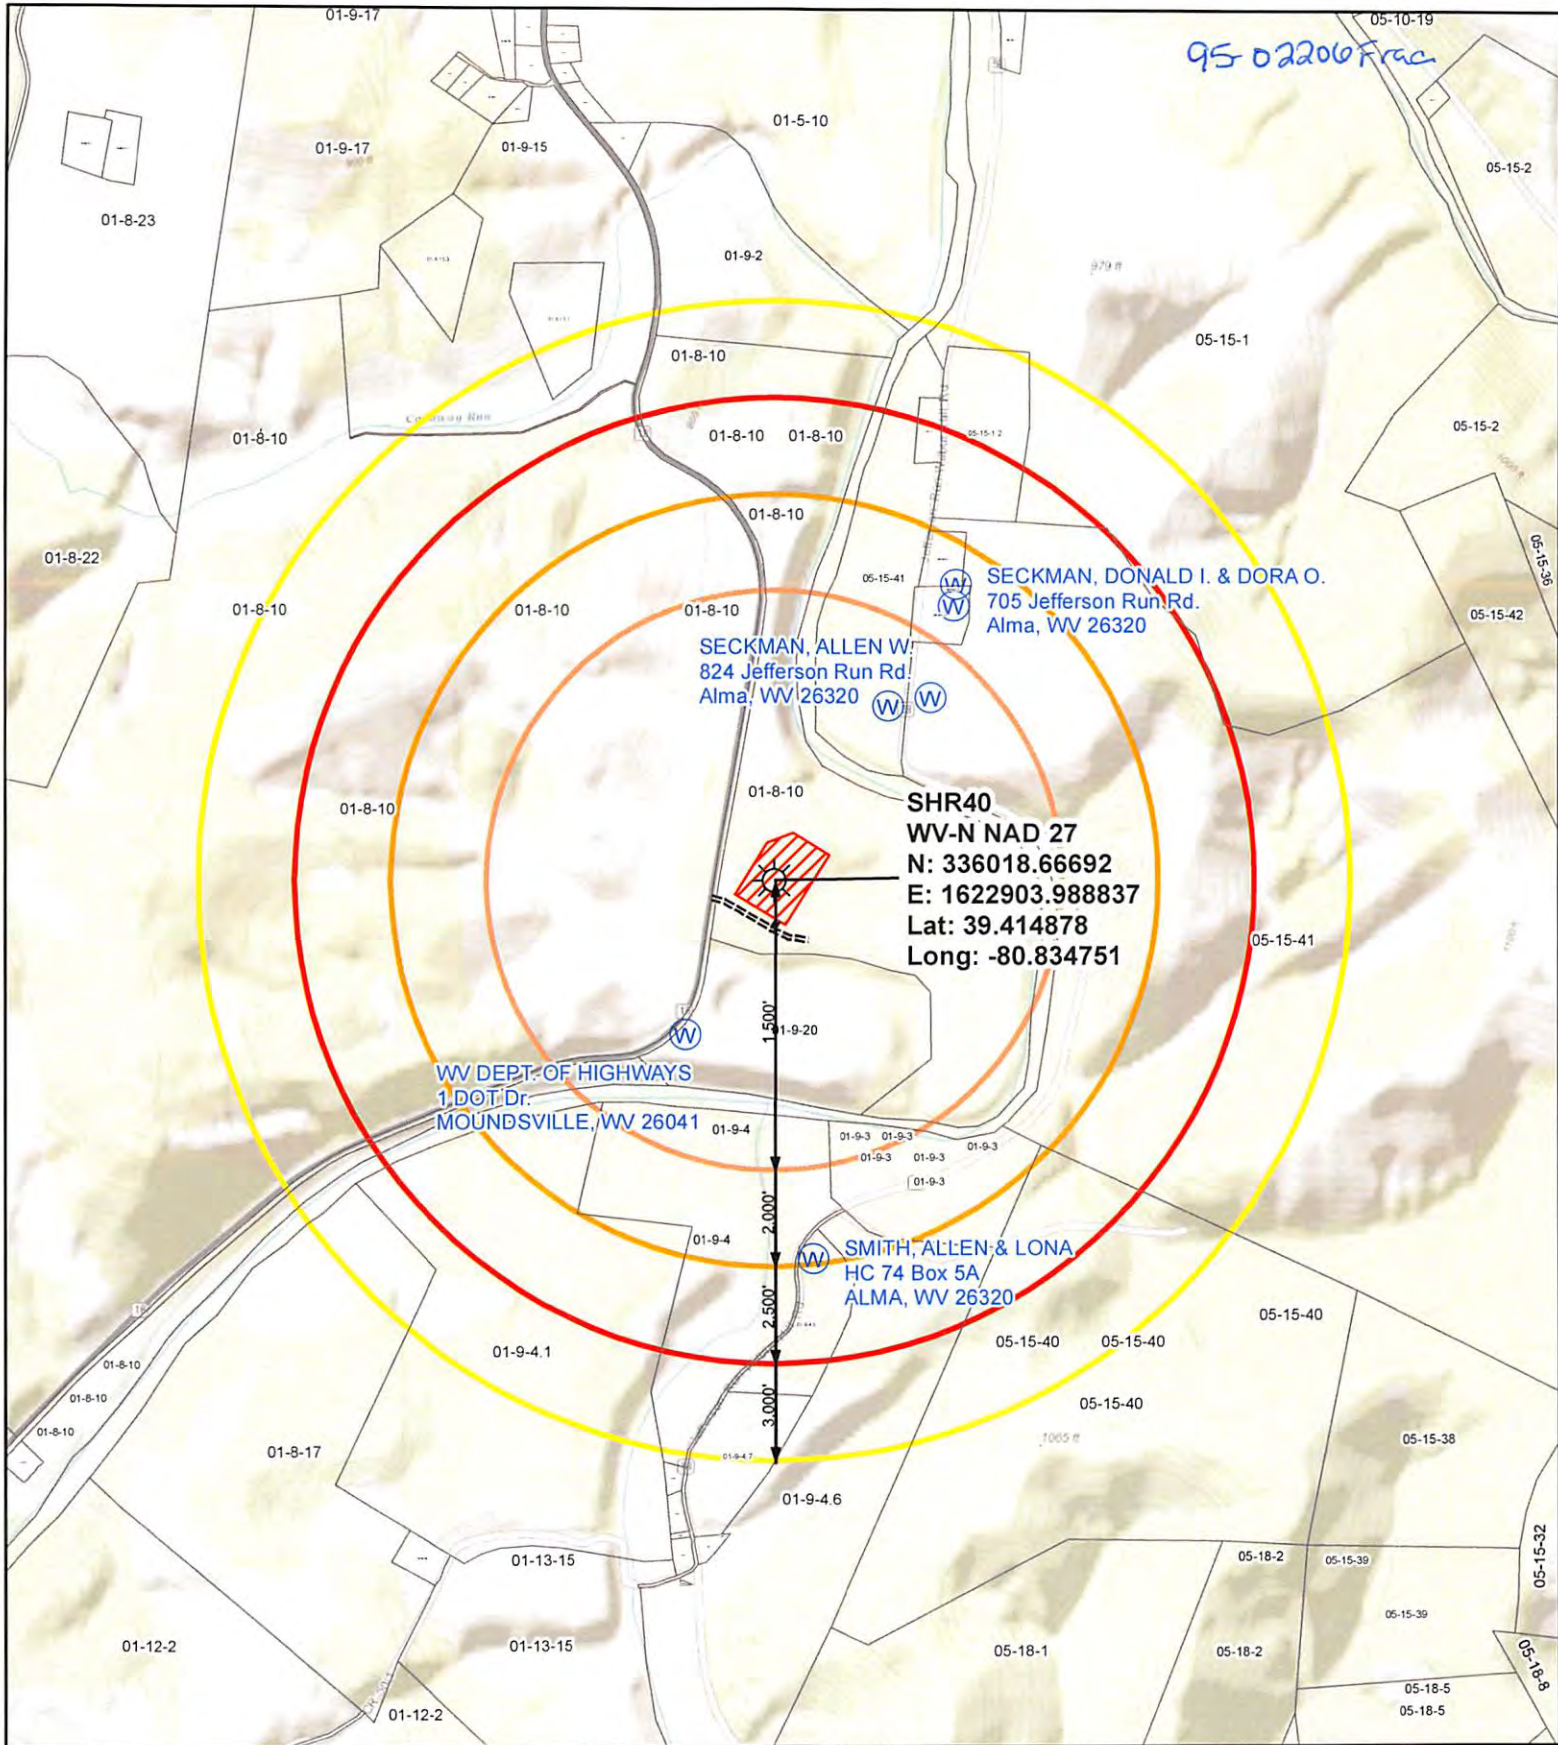 01-9-17
05-10-19
95-02206 Frac
01-5-10
01-9-17
01-9-15
05-15-2
01-8-23
01-9-2
979 ft
05-15-1
01-8-10
01-8-10
01-8-10
01-8-10
05-15-1.2
05-15-2
01-8-10
01-8-22
05-15-41
05-15-36
01-8-10
01-8-10
01-8-10
05-15-42
W
W
SECKMAN, DONALD I. & DORA O.
705 Jefferson Run Rd.
Alma, WV 26320
SECKMAN, ALLEN W.
824 Jefferson Run Rd.
Alma, WV 26320
W
W
01-8-10
01-8-10
SHR40
WV-N NAD 27
N: 336018.66692
E: 1622903.988837
Lat: 39.414878
Long: -80.834751
05-15-41
1100 ft
1,500'
01-9-20
W
WV DEPT. OF HIGHWAYS
1 DOT Dr.
MOUNDSVILLE, WV 26041
01-9-4
01-9-3
01-9-3
01-9-3
01-9-3
01-9-3
01-9-3
2,000'
01-9-4
W
SMITH, ALLEN & LONA
HC 74 Box 5A
ALMA, WV 26320
2,500'
05-15-40
05-15-40
05-15-40
01-9-4.1
01-8-10
01-8-10
01-8-10
3,000'
05-15-40
1065 ft
05-15-38
01-8-17
01-9-4.7
01-9-4.6
01-13-15
05-18-2
05-15-39
05-15-32
05-15-39
01-12-2
01-13-15
05-18-1
05-18-2
05-18-8
05-18-5
05-18-5
01-12-2